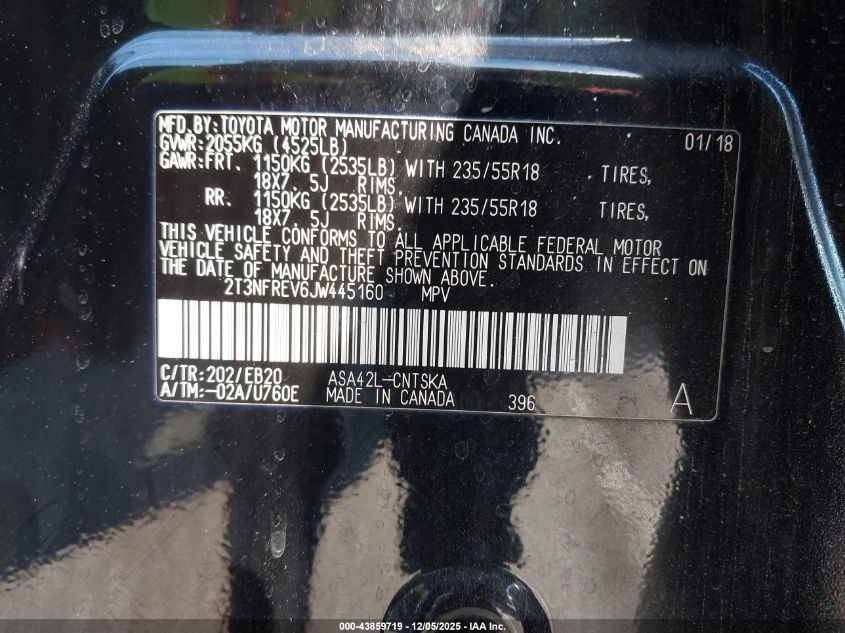 MFD. BY: TOYOTA MOTOR MANUFACTURING CANADA INC. 01/18
GVWR: 2055KG (4525LB)
GAWR: FRT. 1150KG (2535LB) WITH 235/55R18 . TIRES,
18X7. 5J RIMS.
RR. 1150KG (2535LB) WITH 235/55R18 TIRES,
18X7. 5J RIMS.
THIS VEHICLE CONFORMS TO ALL APPLICABLE FEDERAL MOTOR
VEHICLE SAFETY AND THEFT PREVENTION STANDARDS IN EFFECT ON
THE DATE OF MANUFACTURE SHOWN ABOVE.
2T3NFREV6JW445160 MPV
C/TR: 202/EB20 ASA42L-CNTSKA
A/TM: -02A/U760E MADE IN CANADA 396 A
000-43859719 - 12/05/2025 - IAA Inc.